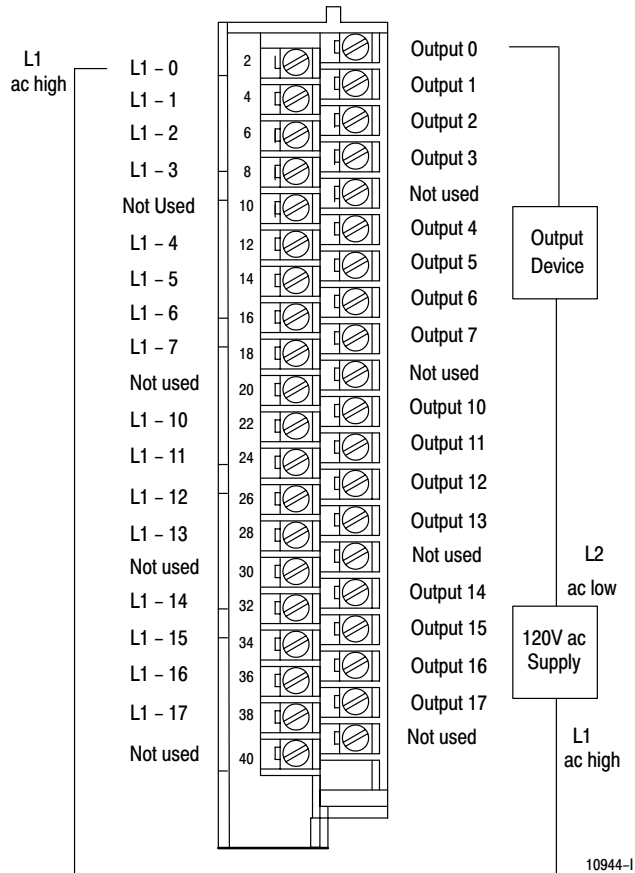 L1
ac high
L1 – 0
L1 – 1
L1 – 2
L1 – 3
Not Used
L1 – 4
L1 – 5
L1 – 6
L1 – 7
Not used
L1 – 10
L1 – 11
L1 – 12
L1 – 13
Not used
L1 – 14
L1 – 15
L1 – 16
L1 – 17
Not used
2
4
6
8
10
12
14
16
18
20
22
24
26
28
30
32
34
36
38
40
Output 0
Output 1
Output 2
Output 3
Not used
Output 4
Output 5
Output 6
Output 7
Not used
Output 10
Output 11
Output 12
Output 13
Not used
Output 14
Output 15
Output 16
Output 17
Not used
Output
Device
L2
ac low
120V ac
Supply
L1
ac high
10944–I